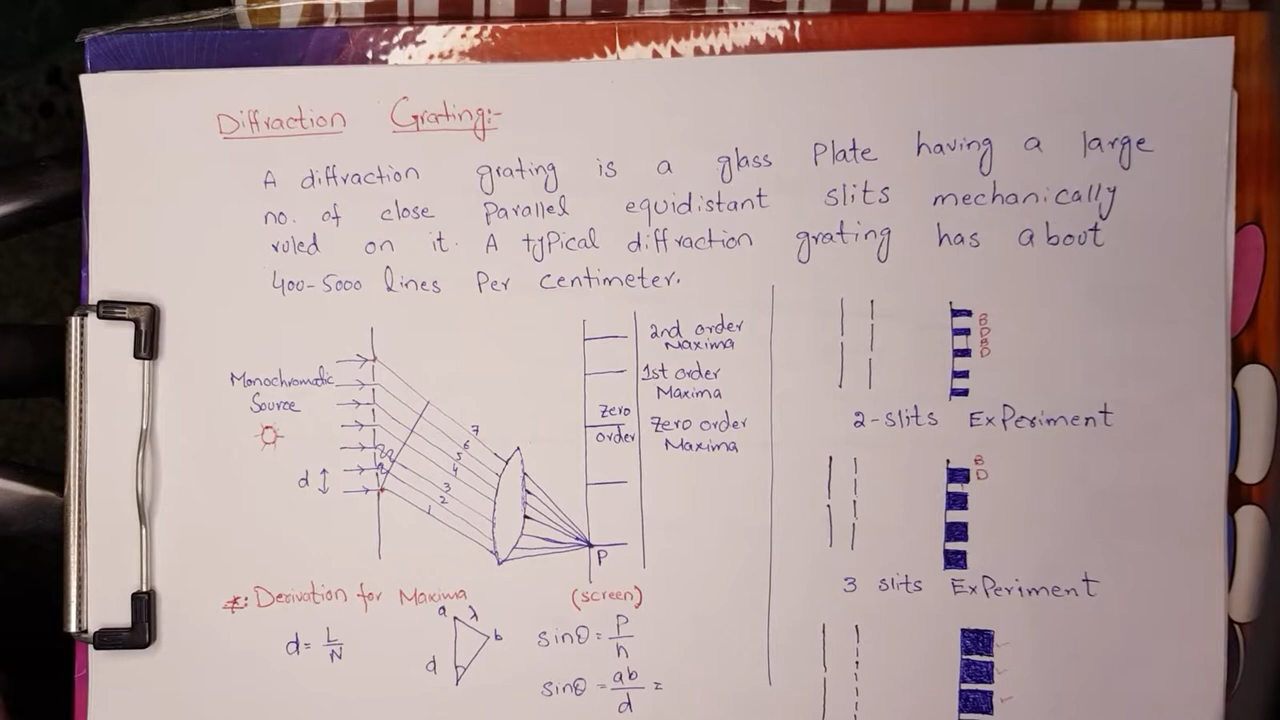 Diffraction Grating:-
A diffraction grating is a glass Plate having a large
no. of close Parallel equidistant slits mechanically
ruled on it. A typical diffraction grating has about
400-5000 lines Per Centimeter.
Monochromatic
Source
d
7
6
5
4
3
2
1
P
zero
order
2nd order
Maxima
1st order
Maxima
Zero order
Maxima
(screen)
B
D
B
D
2-slits ExPeriment
B
D
3 slits ExPeriment
*: Derivation for Maxima
d = L/N
a λ b
d
sinθ = P/h
sinθ = ab/d =